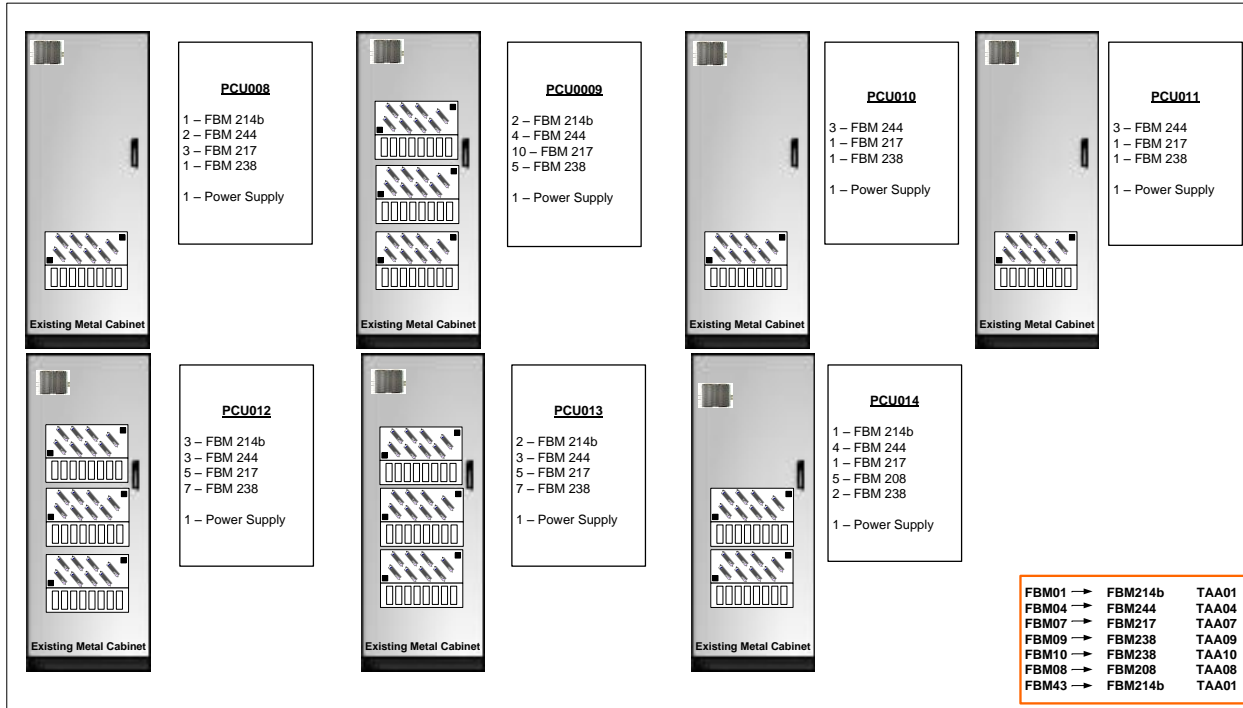 PCU008
1 – FBM 214b
2 – FBM 244
3 – FBM 217
1 – FBM 238
1 – Power Supply
Existing Metal Cabinet
PCU0009
2 – FBM 214b
4 – FBM 244
10 – FBM 217
5 – FBM 238
1 – Power Supply
Existing Metal Cabinet
PCU010
3 – FBM 244
1 – FBM 217
1 – FBM 238
1 – Power Supply
Existing Metal Cabinet
PCU011
3 – FBM 244
1 – FBM 217
1 – FBM 238
1 – Power Supply
Existing Metal Cabinet
PCU012
3 – FBM 214b
3 – FBM 244
5 – FBM 217
7 – FBM 238
1 – Power Supply
Existing Metal Cabinet
PCU013
2 – FBM 214b
3 – FBM 244
5 – FBM 217
7 – FBM 238
1 – Power Supply
Existing Metal Cabinet
PCU014
1 – FBM 214b
4 – FBM 244
1 – FBM 217
5 – FBM 208
2 – FBM 238
1 – Power Supply
Existing Metal Cabinet
FBM01 → FBM214b TAA01
FBM04 → FBM244 TAA04
FBM07 → FBM217 TAA07
FBM09 → FBM238 TAA09
FBM10 → FBM238 TAA10
FBM08 → FBM208 TAA08
FBM43 → FBM214b TAA01